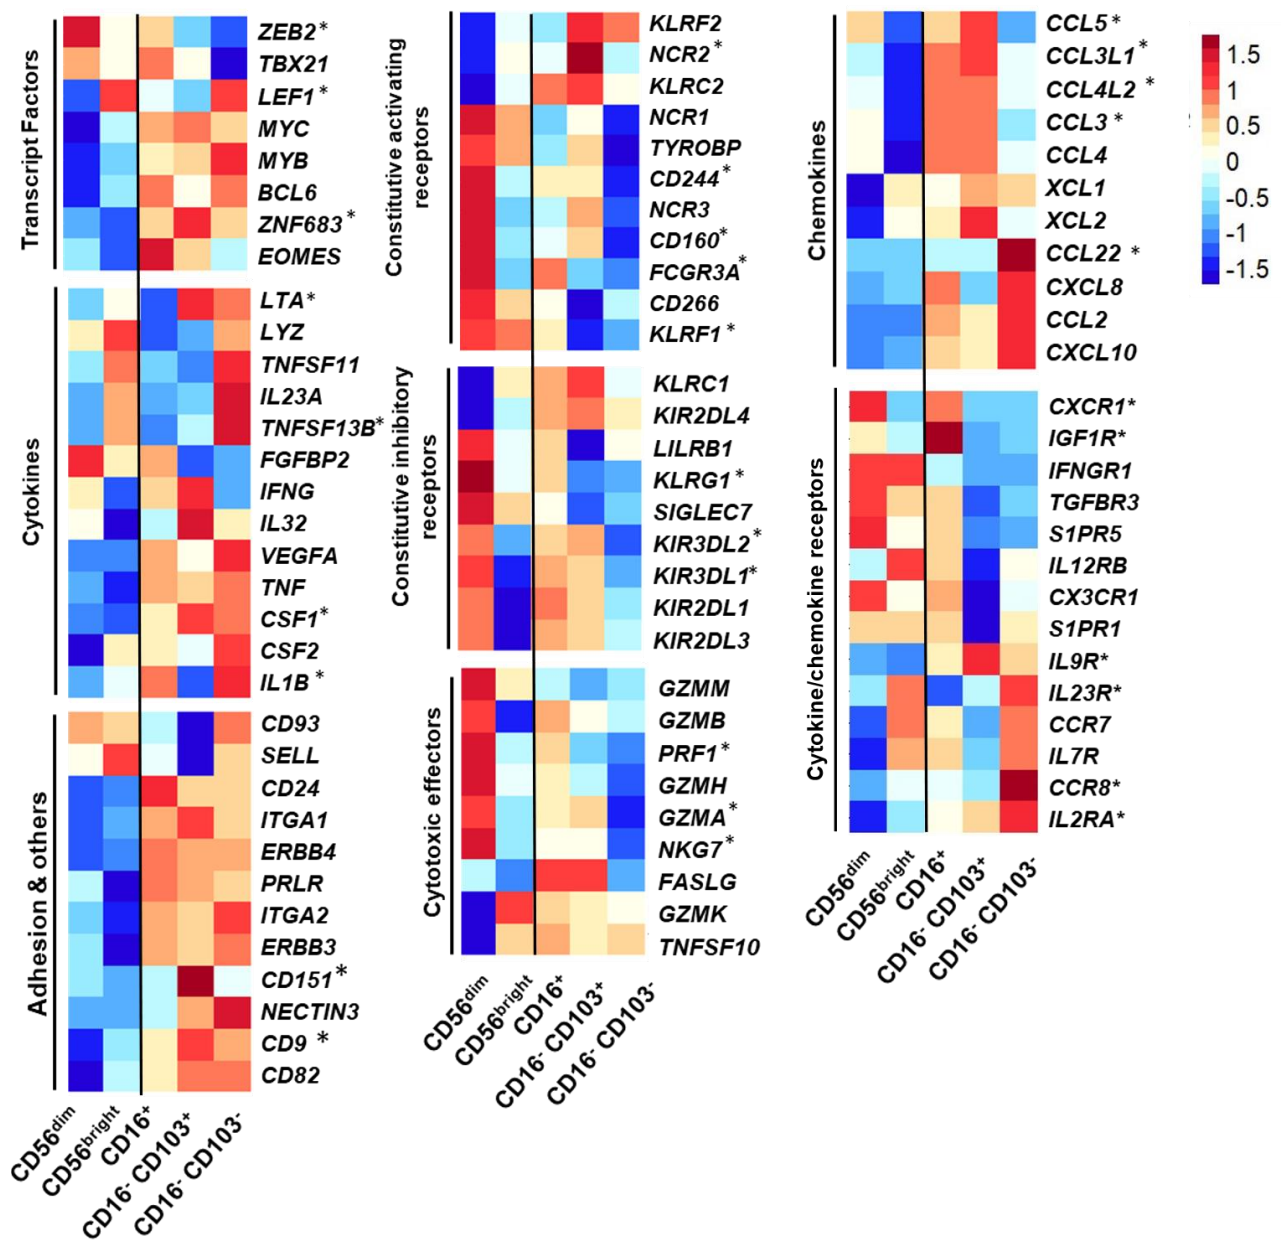 Transcript Factors
ZEB2*
TBX21
LEF1*
MYC
MYB
BCL6
ZNF683*
EOMES
Cytokines
LTA*
LYZ
TNFSF11
IL23A
TNFSF13B*
FGFBP2
IFNG
IL32
VEGFA
TNF
CSF1*
CSF2
IL1B*
Adhesion & others
CD93
SELL
CD24
ITGA1
ERBB4
PRLR
ITGA2
ERBB3
CD151*
NECTIN3
CD9 *
CD82
CD56dim
CD56bright
CD16+
CD16- CD103+
CD16- CD103-
Constitutive activating
receptors
KLRF2
NCR2*
KLRC2
NCR1
TYROBP
CD244*
NCR3
CD160*
FCGR3A*
CD266
KLRF1 *
Constitutive inhibitory
receptors
KLRC1
KIR2DL4
LILRB1
KLRG1 *
SIGLEC7
KIR3DL2*
KIR3DL1*
KIR2DL1
KIR2DL3
Cytotoxic effectors
GZMM
GZMB
PRF1*
GZMH
GZMA*
NKG7*
FASLG
GZMK
TNFSF10
CD56dim
CD56bright
CD16+
CD16- CD103+
CD16- CD103-
Chemokines
CCL5 *
CCL3L1*
CCL4L2 *
CCL3 *
CCL4
XCL1
XCL2
CCL22 *
CXCL8
CCL2
CXCL10
Cytokine/chemokine receptors
CXCR1*
IGF1R*
IFNGR1
TGFBR3
S1PR5
IL12RB
CX3CR1
S1PR1
IL9R*
IL23R*
CCR7
IL7R
CCR8*
IL2RA*
CD56dim
CD56bright
CD16+
CD16- CD103+
CD16- CD103-
1.5
1
0.5
0
-0.5
-1
-1.5